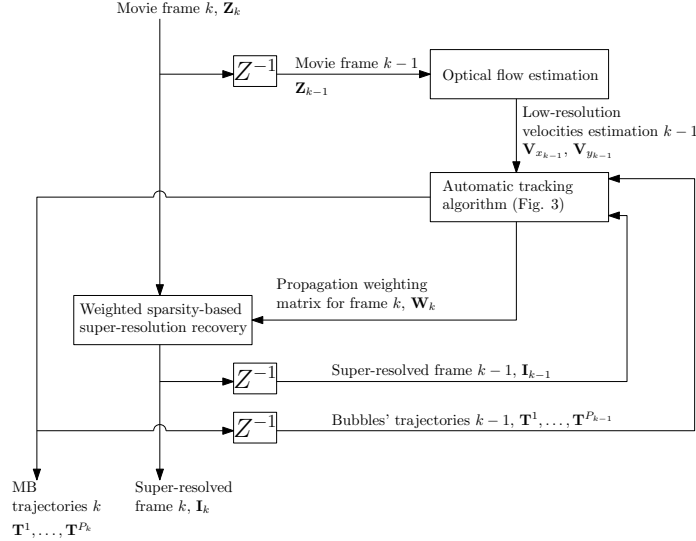 Movie frame k, Z_k
Z^{-1}
Movie frame k − 1
Z_{k−1}
Optical flow estimation
Low-resolution
velocities estimation k − 1
V_{x_{k−1}}, V_{y_{k−1}}
Automatic tracking
algorithm (Fig. 3)
Propagation weighting
matrix for frame k, W_k
Weighted sparsity-based
super-resolution recovery
Z^{-1}
Super-resolved frame k − 1, I_{k−1}
Z^{-1}
Bubbles' trajectories k − 1, T^1, . . . , T^{P_{k−1}}
MB
trajectories k
T^1, . . . , T^{P_k}
Super-resolved
frame k, I_k